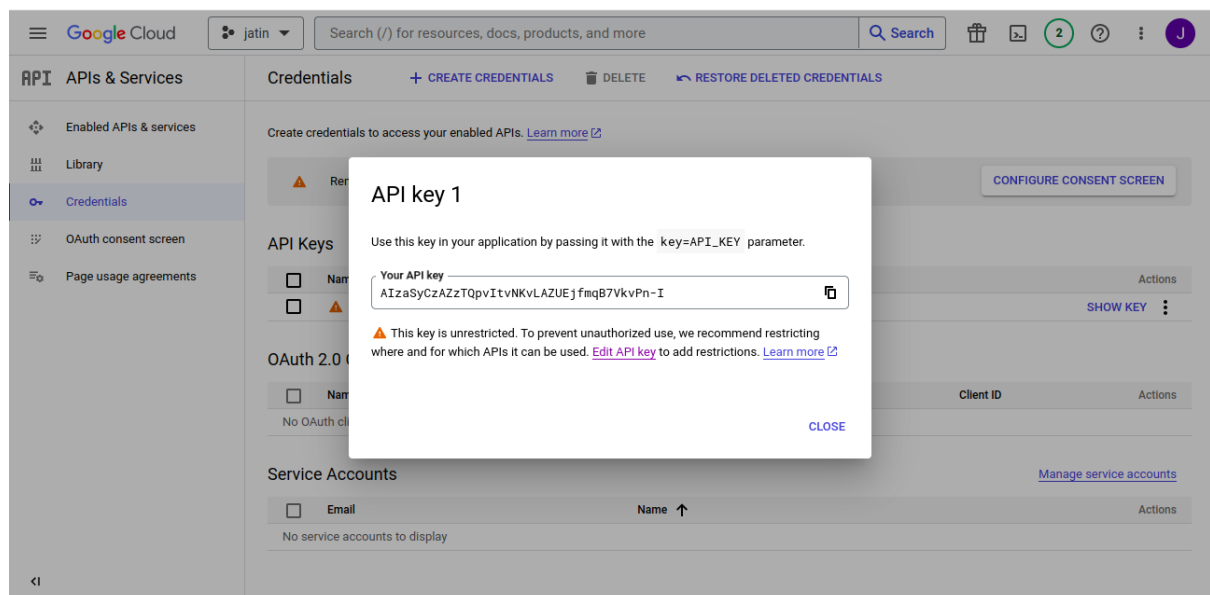 Google Cloud jatin Search (/) for resources, docs, products, and more Search 2 J
API APIs & Services Credentials + CREATE CREDENTIALS DELETE RESTORE DELETED CREDENTIALS
Enabled APIs & services
Library
Credentials
OAuth consent screen
Page usage agreements
Create credentials to access your enabled APIs. Learn more
CONFIGURE CONSENT SCREEN
API Keys
Actions
SHOW KEY
OAuth 2.0
Client ID Actions
No OAuth
API key 1
Use this key in your application by passing it with the key=API_KEY parameter.
Your API key
AIzaSyCzAZzTQpvItvNKvLAZUEjfmqB7VkvPn-I
This key is unrestricted. To prevent unauthorized use, we recommend restricting
where and for which APIs it can be used. Edit API key to add restrictions. Learn more
CLOSE
Service Accounts Manage service accounts
Email Name Actions
No service accounts to display